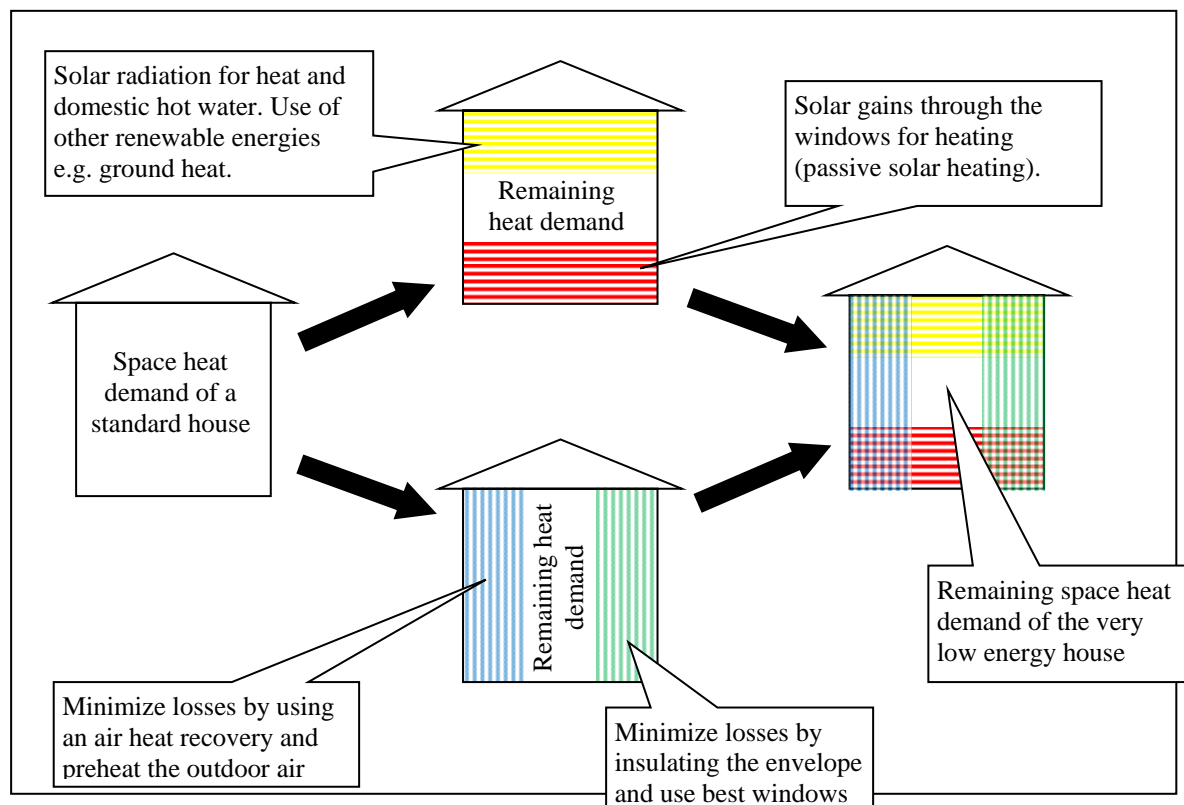 Solar radiation for heat and
domestic hot water. Use of
other renewable energies
e.g. ground heat.
Solar gains through the
windows for heating
(passive solar heating).
Remaining
heat demand
Space heat
demand of a
standard house
Remaining heat
demand
Remaining space heat
demand of the very
low energy house
Minimize losses by using
an air heat recovery and
preheat the outdoor air
Minimize losses by
insulating the envelope
and use best windows